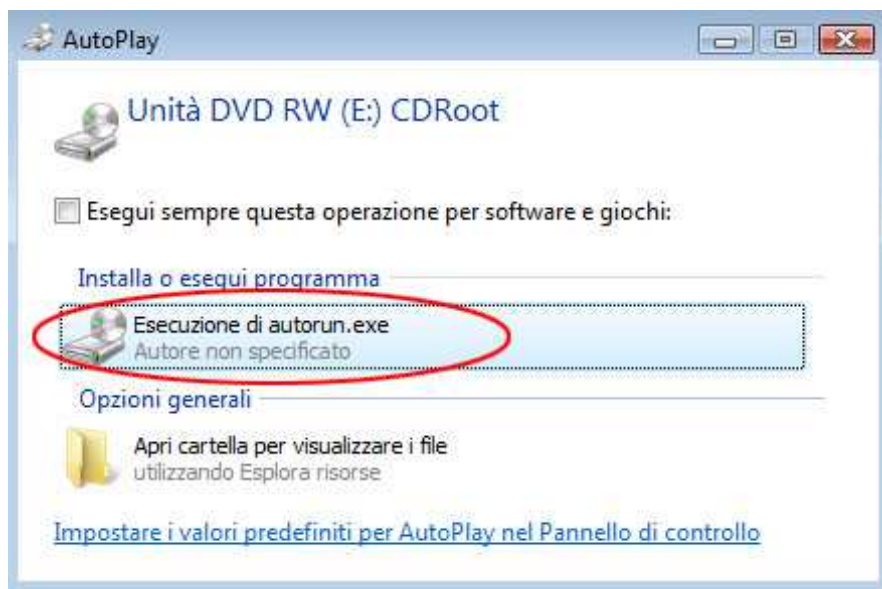 AutoPlay
Unità DVD RW (E:) CDRoot
Esegui sempre questa operazione per software e giochi:
Installa o esegui programma
Esecuzione di autorun.exe
Autore non specificato
Opzioni generali
Apri cartella per visualizzare i file
utilizzando Esplora risorse
Impostare i valori predefiniti per AutoPlay nel Pannello di controllo